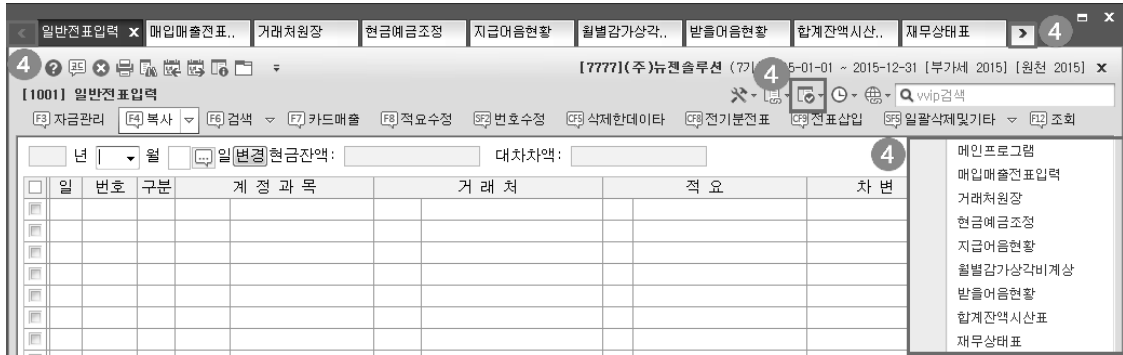 일반전표입력 x 매입매출전표.. 거래처원장 현금예금조정 지급어음현황 월별감가상각.. 받을어음현황 합계잔액시산.. 재무상태표 4
4 [7777](주)뉴젠솔루션 (77 4 5-01-01 ~ 2015-12-31 [부가세 2015] [원천 2015] x
[1001] 일반전표입력 vvip검색
F3 자금관리 F4 복사 F6 검색 F7 카드매출 F8 적요수정 SF2 번호수정 CF5 삭제한데이타 CF8 전기분전표 CF9 전표삽입 SF5 일괄삭제및기타 F12 조회
년 월 일 변경 현금잔액: 대차차액: 4
일 번호 구분 계 정 과 목 거 래 처 적 요 차 변
메인프로그램
매입매출전표입력
거래처원장
현금예금조정
지급어음현황
월별감가상각비계상
받을어음현황
합계잔액시산표
재무상태표